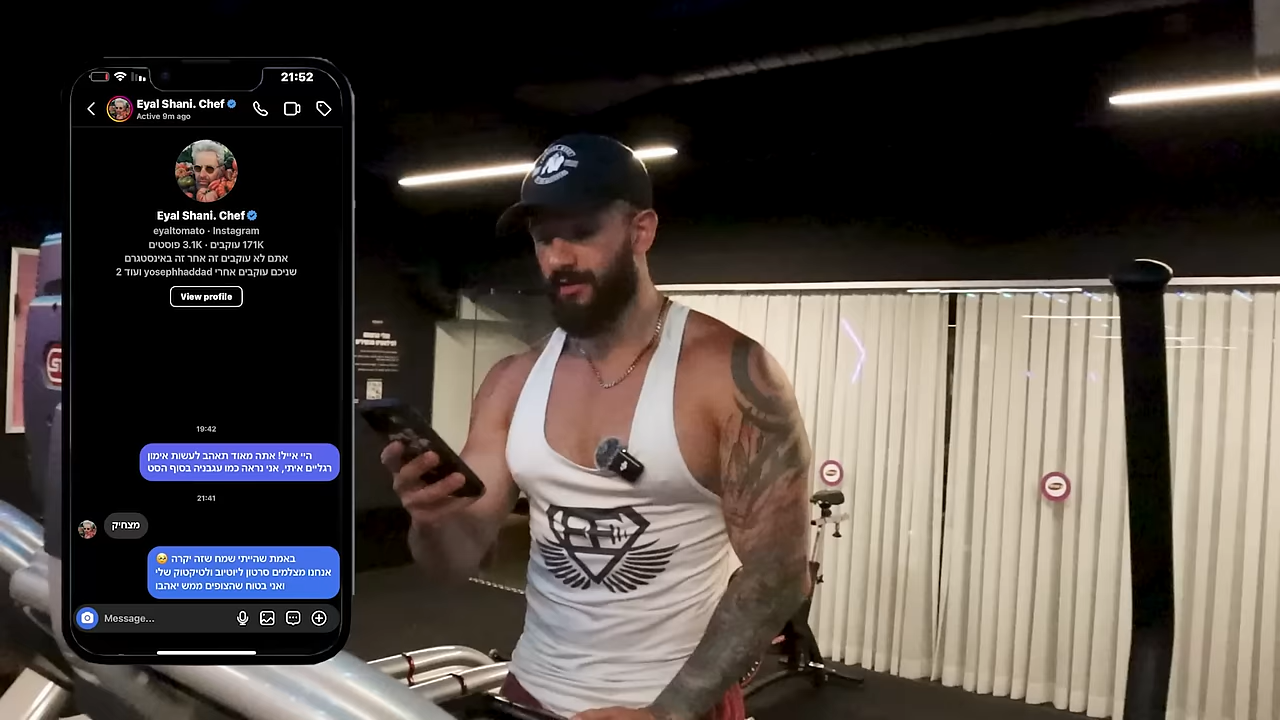 21:52
Eyal Shani. Chef
Active 9m ago
Eyal Shani. Chef
eyaltomato · Instagram
171K עוקבים · 3.1K פוסטים
אתם לא עוקבים זה אחר זה באינסטגרם
שניכם עוקבים אחרי yosephhaddad ועוד 2
View profile
19:42
היי אייל! אתה מאוד תאהב לעשות אימון
רגליים איתי, אני נראה כמו עגבניה בסוף הסט
21:41
מצחיק
באמת שהייתי שמח שזה יקרה 🥺
אנחנו מצלמים סרטון ליוטיוב ולטיקטוק שלי
ואני בטוח שהצופים ממש יאהבו
Message...